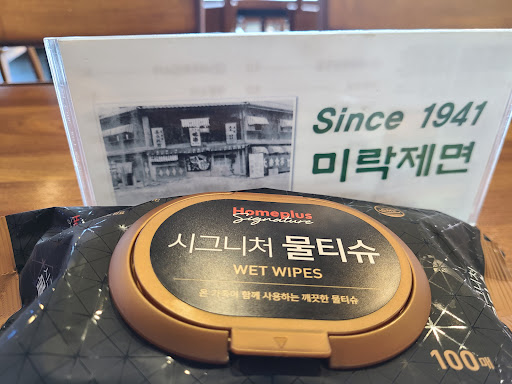 Since 1941
미락제면
Homeplus
Signature
시그니처 물티슈
WET WIPES
온 가족이 함께 사용하는 깨끗한 물티슈
100매